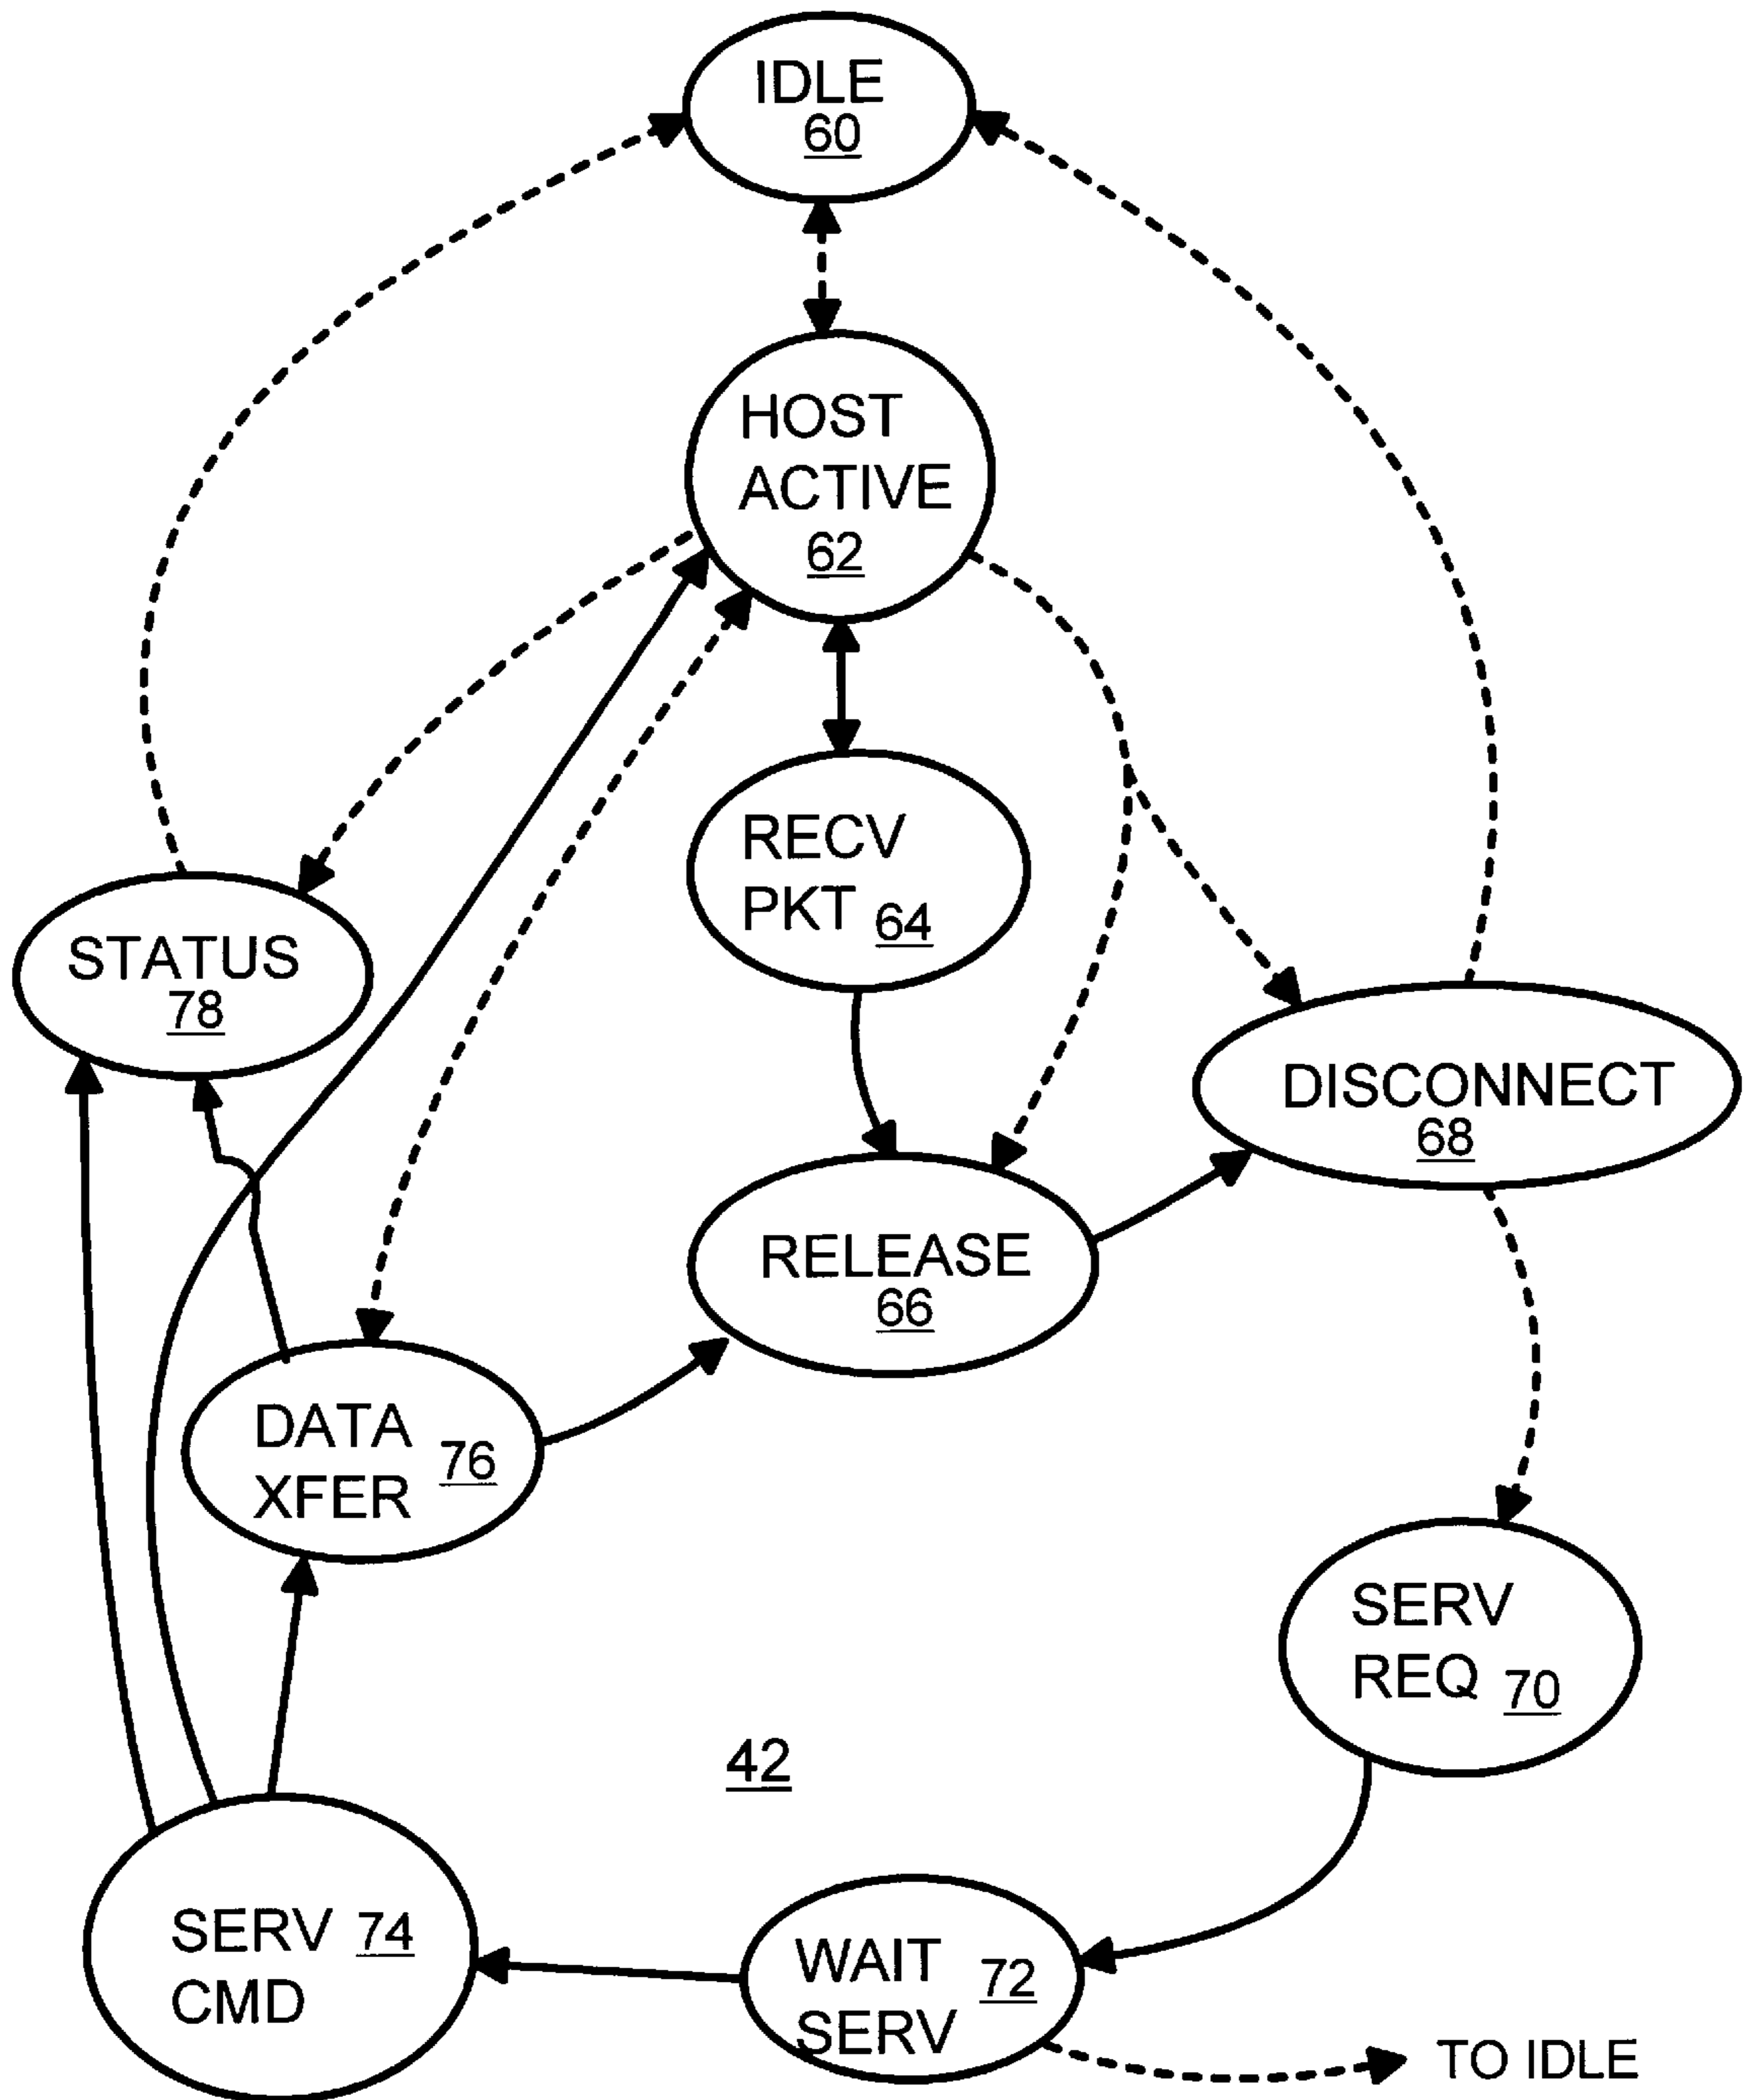 IDLE
60
HOST
ACTIVE
62
RECV
PKT 64
STATUS
78
DISCONNECT
68
RELEASE
66
DATA
XFER 76
SERV
REQ 70
42
SERV 74
CMD
WAIT 72
SERV
TO IDLE